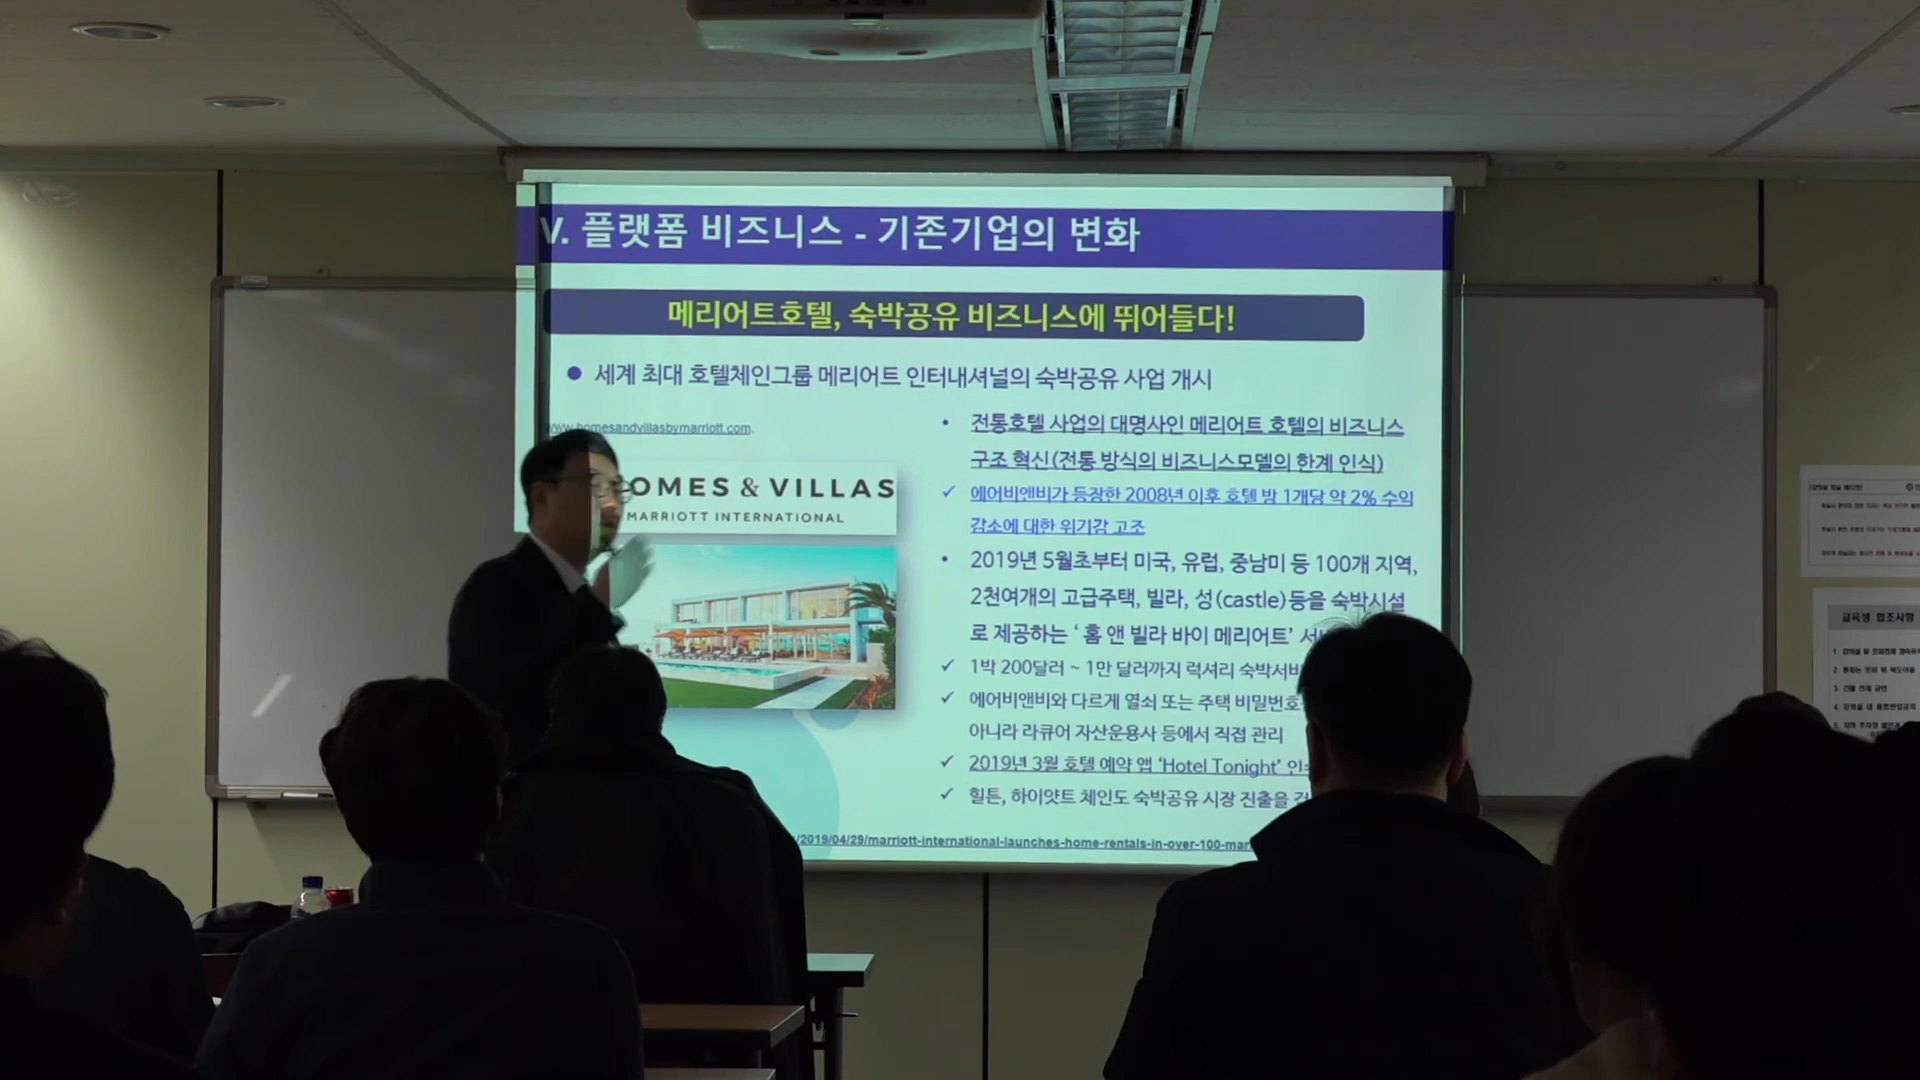 V. 플랫폼 비즈니스 - 기존기업의 변화
메리어트호텔, 숙박공유 비즈니스에 뛰어들다!
● 세계 최대 호텔체인그룹 메리어트 인터내셔널의 숙박공유 사업 개시
www.homesandvillasbymarriott.com.
OMES & VILLAS
MARRIOTT INTERNATIONAL
• 전통호텔 사업의 대명사인 메리어트 호텔의 비즈니스
구조 혁신(전통 방식의 비즈니스모델의 한계 인식)
✓ 에어비앤비가 등장한 2008년 이후 호텔 방 1개당 약 2% 수익
감소에 대한 위기감 고조
• 2019년 5월초부터 미국, 유럽, 중남미 등 100개 지역,
2천여개의 고급주택, 빌라, 성(castle)등을 숙박시설
로 제공하는 ‘홈 앤 빌라 바이 메리어트’
✓ 1박 200달러 ~ 1만 달러까지 럭셔리
✓ 에어비앤비와 다르게 열쇠 또는 주택
아니라 라큐어 자산운용사 등에서 직접 관리
✓ 2019년 3월 호텔 예약 앱 ‘Hotel Tonight’
✓ 힐튼, 하이얏트 체인도 숙박공유 시장 진출을
/2019/04/29/marriott-international-launches-home-rentals-in-over-100-mar
교육생 협조사항